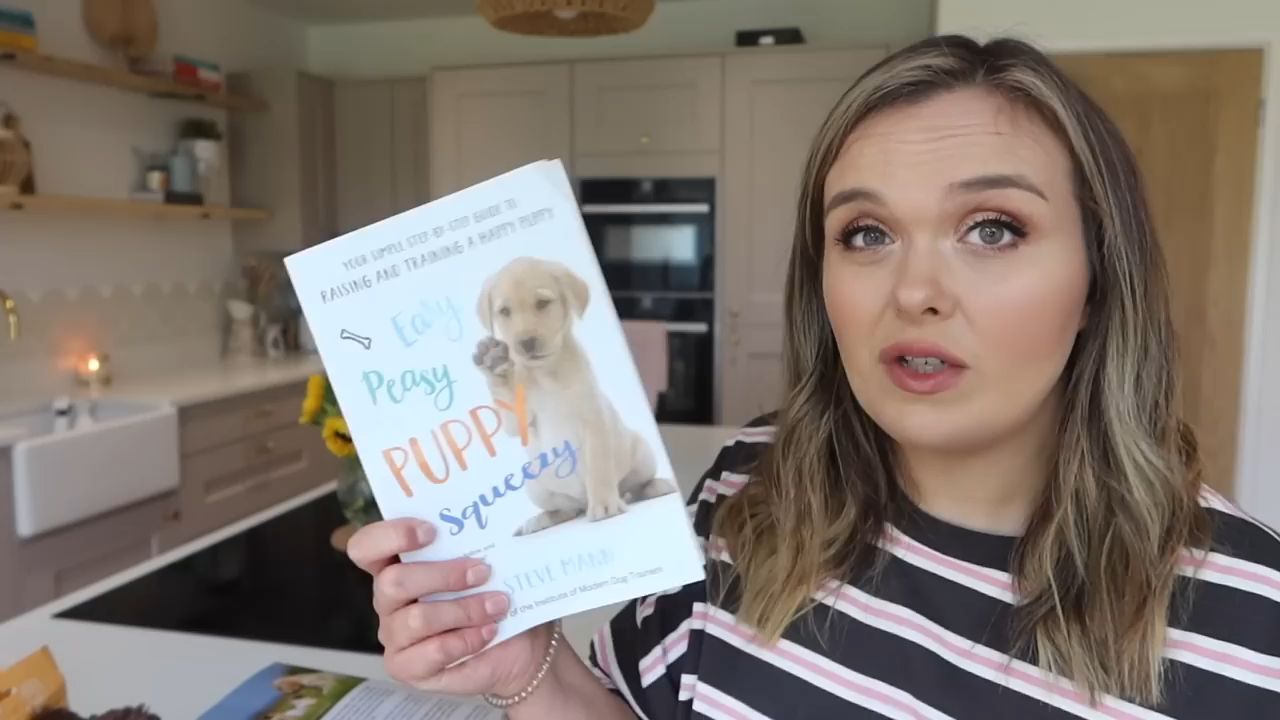 YOUR SIMPLE STEP-BY-STEP GUIDE TO
RAISING AND TRAINING A HAPPY PUPPY
Easy
Peasy
PUPPY
Squeezy
STEVE MANN
of the Institute of Modern Dog Trainers